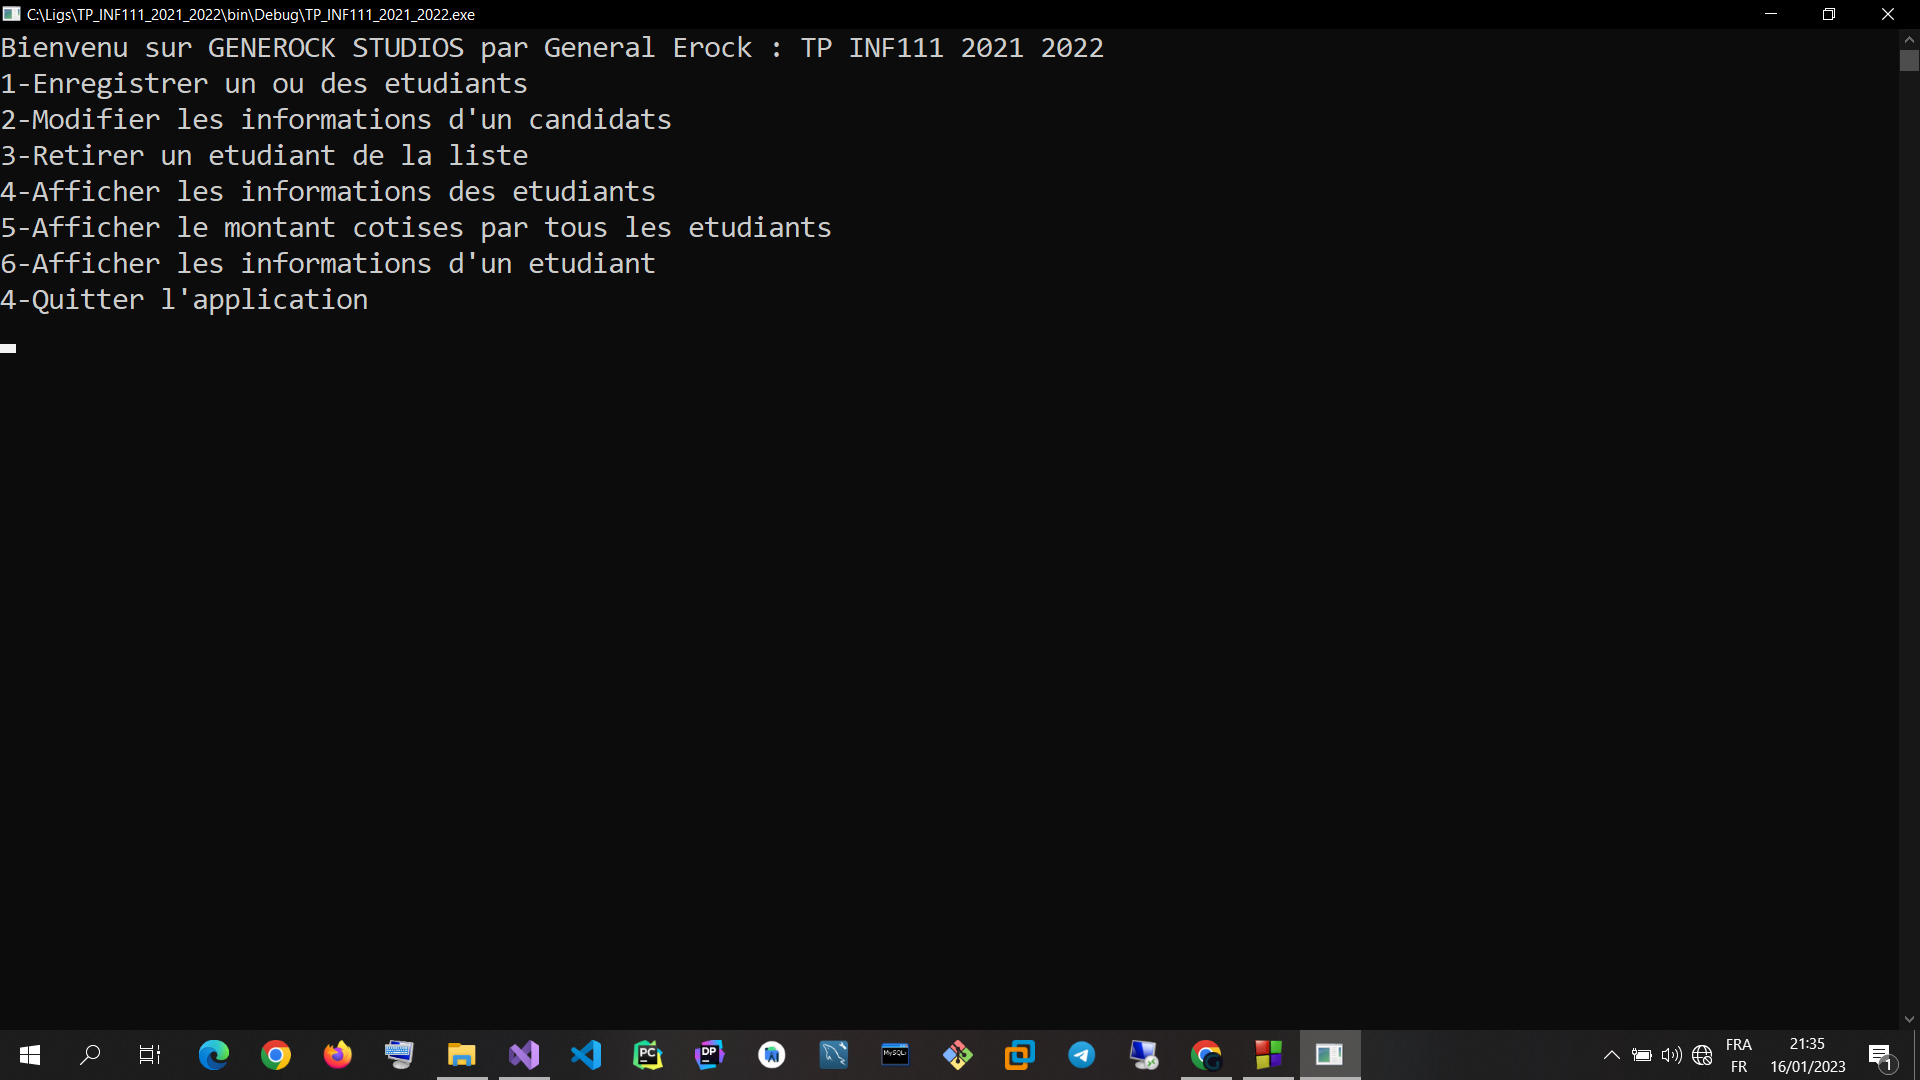 C:\Ligs\TP_INF111_2021_2022\bin\Debug\TP_INF111_2021_2022.exe
Bienvenu sur GENEROCK STUDIOS par General Erock : TP INF111 2021 2022
1-Enregistrer un ou des etudiants
2-Modifier les informations d'un candidats
3-Retirer un etudiant de la liste
4-Afficher les informations des etudiants
5-Afficher le montant cotises par tous les etudiants
6-Afficher les informations d'un etudiant
4-Quitter l'application
PC
DP
MySQL
G
FRA
FR
21:35
16/01/2023
1